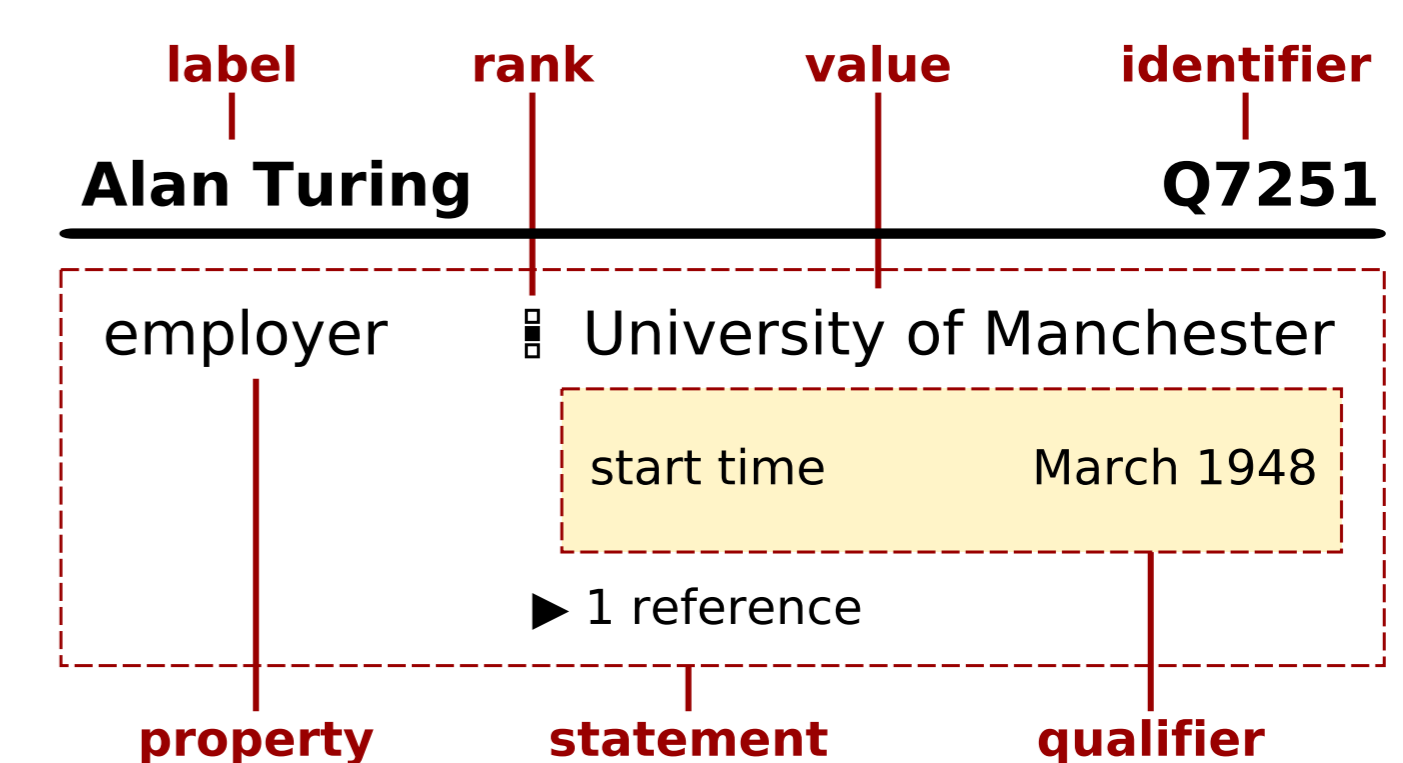 label rank value identifier
Alan Turing Q7251
employer University of Manchester
start time March 1948
▶ 1 reference
property statement qualifier